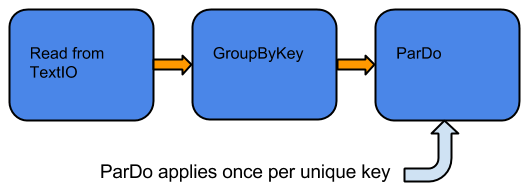 Read from
TextIO
GroupByKey
ParDo
ParDo applies once per unique key